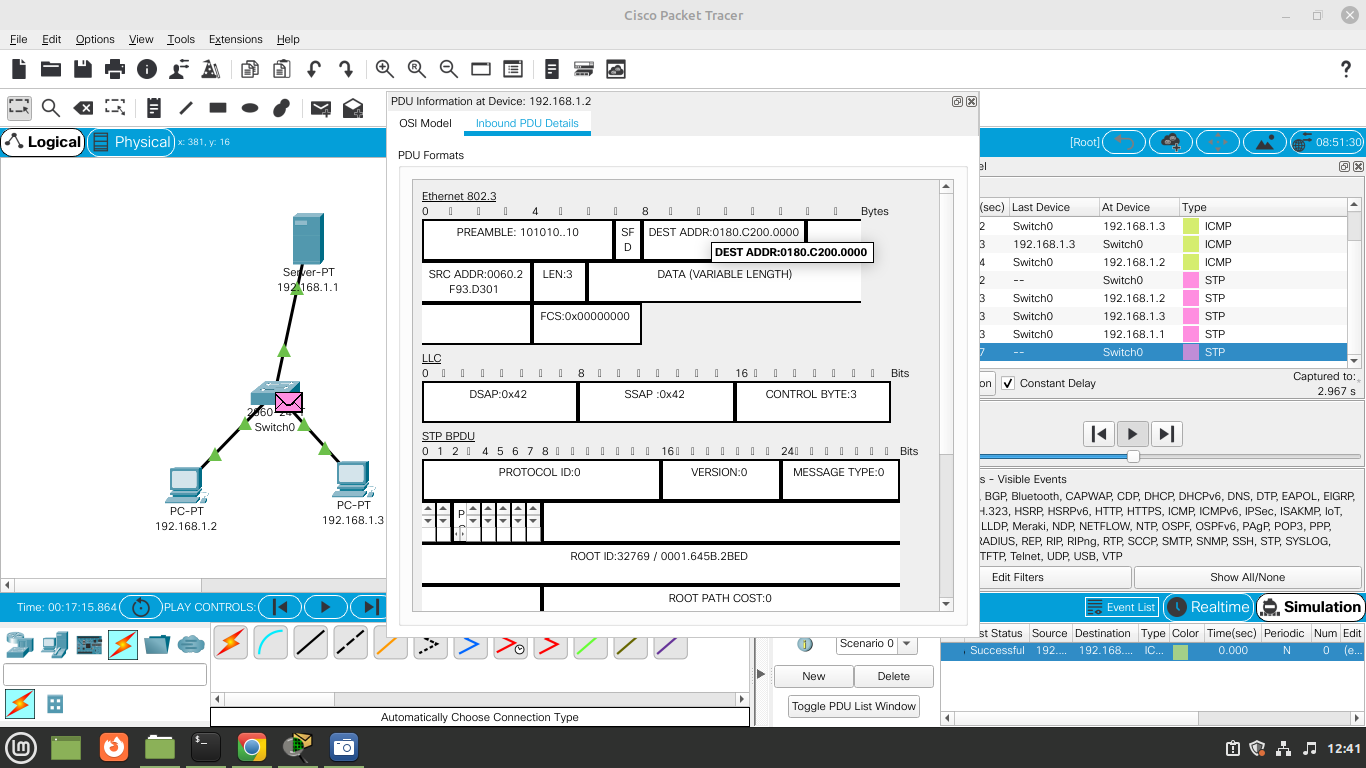 Cisco Packet Tracer
File Edit Options View Tools Extensions Help
Logical Physical x: 381, y: 16
[Root] 08:51:30
Server-PT
192.168.1.1
Switch0
PC-PT
192.168.1.2
PC-PT
192.168.1.3
PDU Information at Device: 192.168.1.2
OSI Model Inbound PDU Details
PDU Formats
Ethernet 802.3
0 4 8 Bytes
PREAMBLE: 101010..10 SF DEST ADDR:0180.C200.0000
D
DEST ADDR:0180.C200.0000
SRC ADDR:0060.2 LEN:3 DATA (VARIABLE LENGTH)
F93.D301
FCS:0x00000000
LLC
0 8 16 Bits
DSAP:0x42 SSAP :0x42 CONTROL BYTE:3
STP BPDU
0 1 2 3 4 5 6 7 8 16 24 Bits
PROTOCOL ID:0 VERSION:0 MESSAGE TYPE:0
ROOT ID:32769 / 0001.645B.2BED
ROOT PATH COST:0
el
(sec) Last Device At Device Type
2 Switch0 192.168.1.3 ICMP
3 192.168.1.3 Switch0 ICMP
4 Switch0 192.168.1.2 ICMP
2 -- Switch0 STP
3 Switch0 192.168.1.2 STP
3 Switch0 192.168.1.3 STP
3 Switch0 192.168.1.1 STP
7 -- Switch0 STP
on Constant Delay Captured to:
2.967 s
s - Visible Events
, BGP, Bluetooth, CAPWAP, CDP, DHCP, DHCPv6, DNS, DTP, EAPOL, EIGRP,
H.323, HSRP, HSRPv6, HTTP, HTTPS, ICMP, ICMPv6, IPSec, ISAKMP, IoT,
LLDP, Meraki, NDP, NETFLOW, NTP, OSPF, OSPFv6, PAgP, POP3, PPP,
RADIUS, REP, RIP, RIPng, RTP, SCCP, SMTP, SNMP, SSH, STP, SYSLOG,
TFTP, Telnet, UDP, USB, VTP
Edit Filters Show All/None
Event List Realtime Simulation
Time: 00:17:15.864 PLAY CONTROLS:
Automatically Choose Connection Type
Scenario 0
New Delete
Toggle PDU List Window
st Status Source Destination Type Color Time(sec) Periodic Num Edit
Successful 192.... 192.168.... IC... 0.000 N 0 (e...
12:41